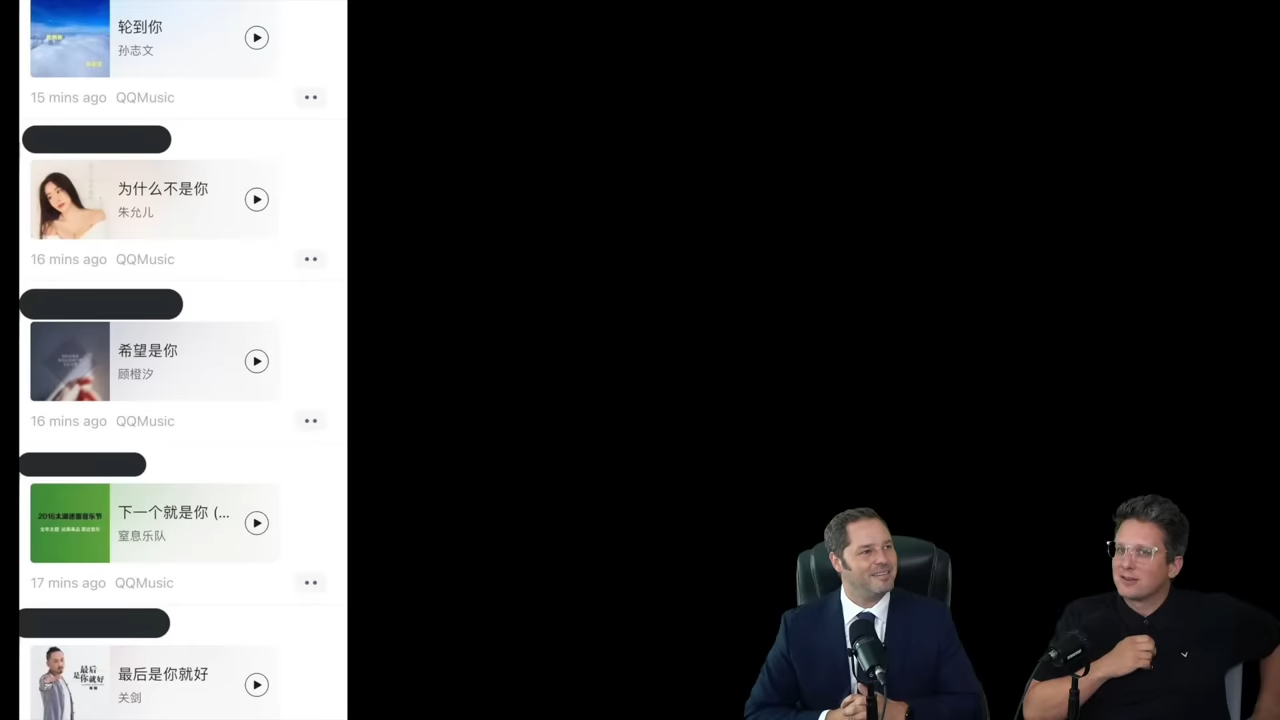 轮到你
孙志文
15 mins ago QQMusic
为什么不是你
朱允儿
16 mins ago QQMusic
希望是你
顾橙汐
16 mins ago QQMusic
2016太湖迷笛音乐节
下一个就是你 (...
窒息乐队
17 mins ago QQMusic
最后
是你就好
最后是你就好
关剑